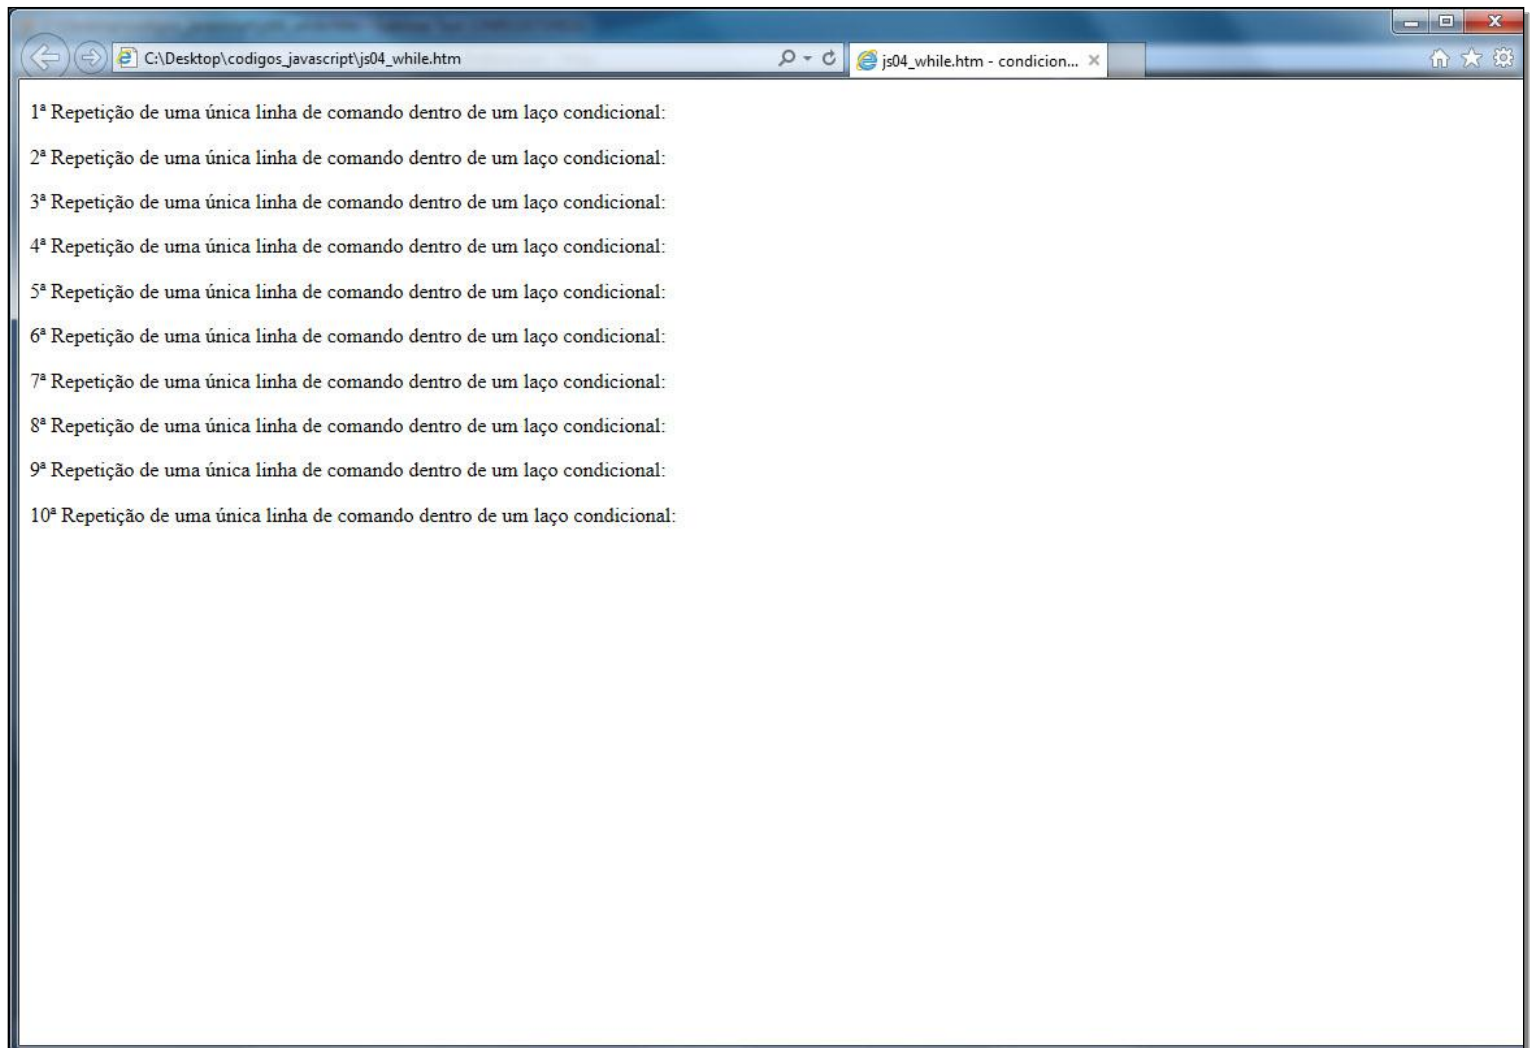 C:\Desktop\codigos_javascript\js04_while.htm
js04_while.htm - condicion...
1ª Repetição de uma única linha de comando dentro de um laço condicional:
2ª Repetição de uma única linha de comando dentro de um laço condicional:
3ª Repetição de uma única linha de comando dentro de um laço condicional:
4ª Repetição de uma única linha de comando dentro de um laço condicional:
5ª Repetição de uma única linha de comando dentro de um laço condicional:
6ª Repetição de uma única linha de comando dentro de um laço condicional:
7ª Repetição de uma única linha de comando dentro de um laço condicional:
8ª Repetição de uma única linha de comando dentro de um laço condicional:
9ª Repetição de uma única linha de comando dentro de um laço condicional:
10ª Repetição de uma única linha de comando dentro de um laço condicional: